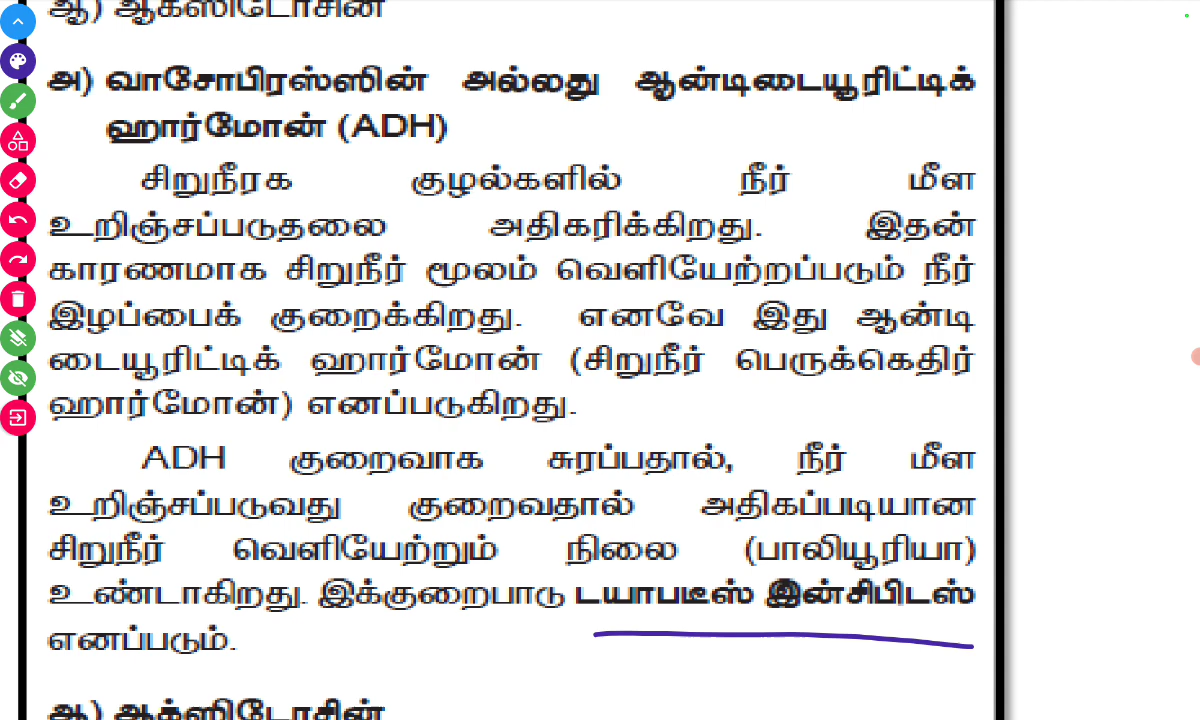 ஆ) ஆக்ஸிடோசின்
அ) வாசோபிரஸ்ஸின் அல்லது ஆன்டிடையூரிட்டிக்
ஹார்மோன் (ADH)
சிறுநீரக குழல்களில் நீர் மீள
உறிஞ்சப்படுதலை அதிகரிக்கிறது. இதன்
காரணமாக சிறுநீர் மூலம் வெளியேற்றப்படும் நீர்
இழப்பைக் குறைக்கிறது. எனவே இது ஆன்டி
டையூரிட்டிக் ஹார்மோன் (சிறுநீர் பெருக்கெதிர்
ஹார்மோன்) எனப்படுகிறது.
ADH குறைவாக சுரப்பதால், நீர் மீள
உறிஞ்சப்படுவது குறைவதால் அதிகப்படியான
சிறுநீர் வெளியேற்றும் நிலை (பாலியூரியா)
உண்டாகிறது. இக்குறைபாடு டயாபடீஸ் இன்சிபிடஸ்
எனப்படும்.
ஆ) ஆக்ஸிடோசின்